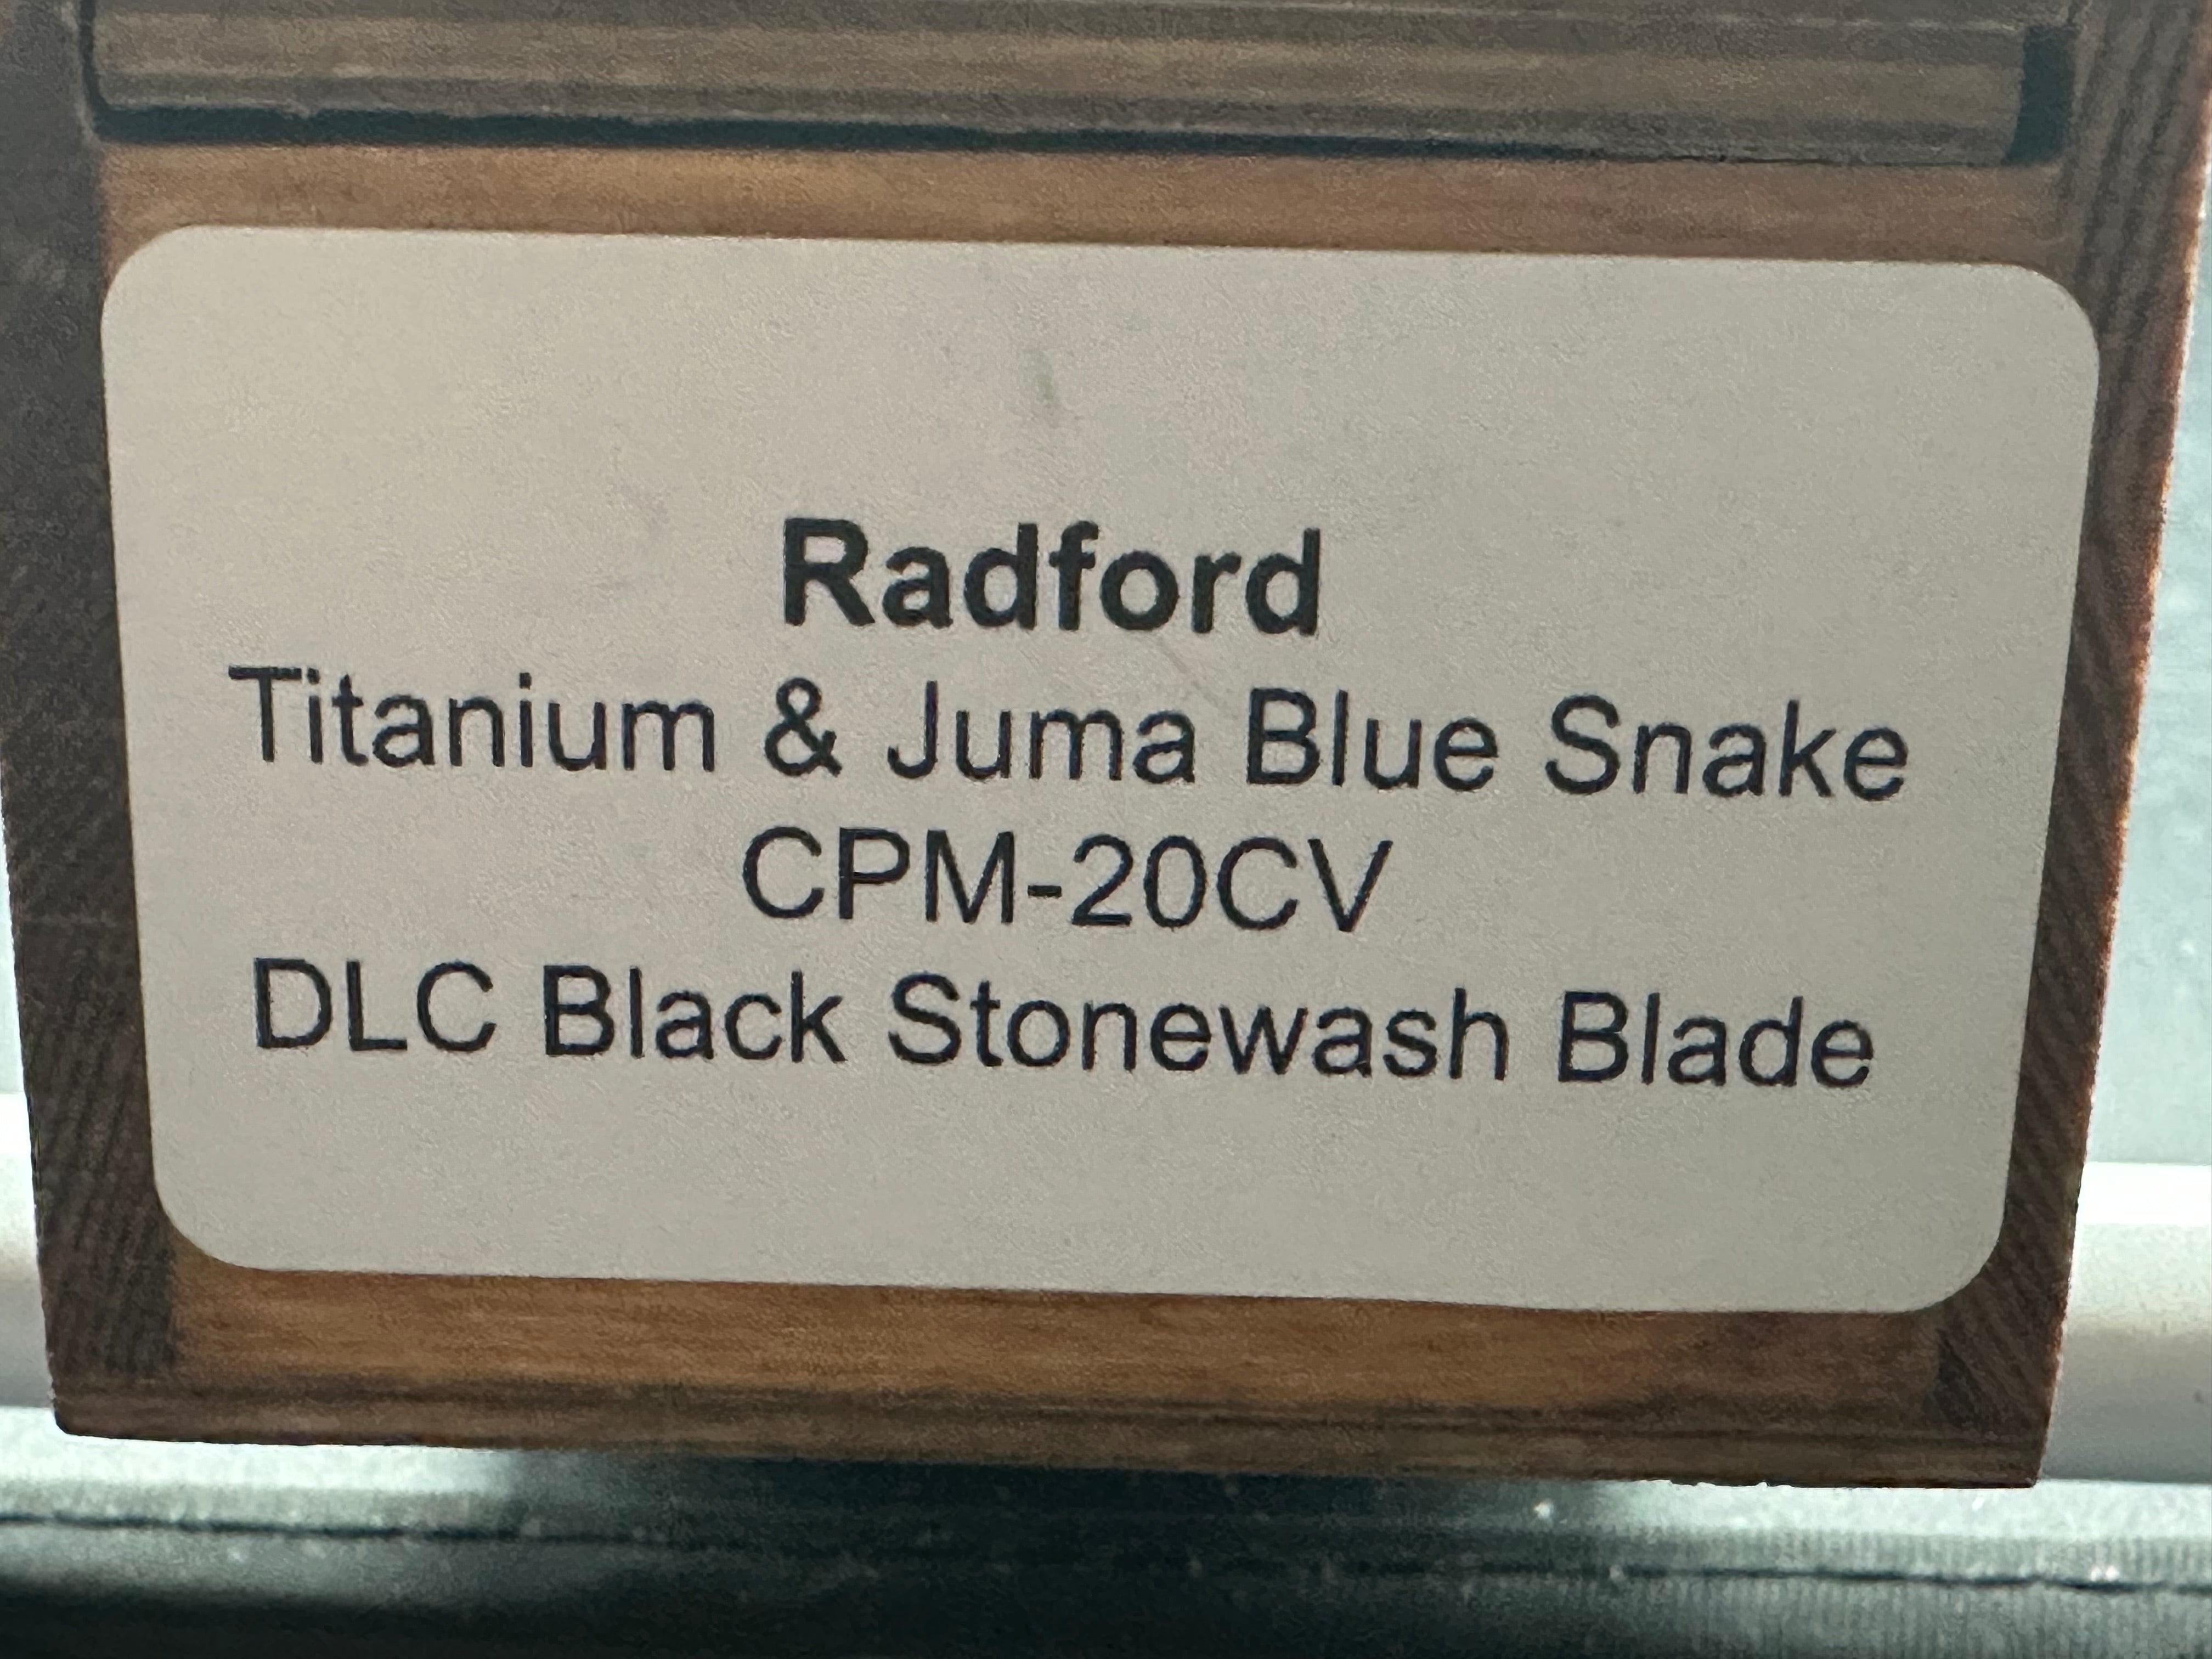 Radford
Titanium & Juma Blue Snake
CPM-20CV
DLC Black Stonewash Blade